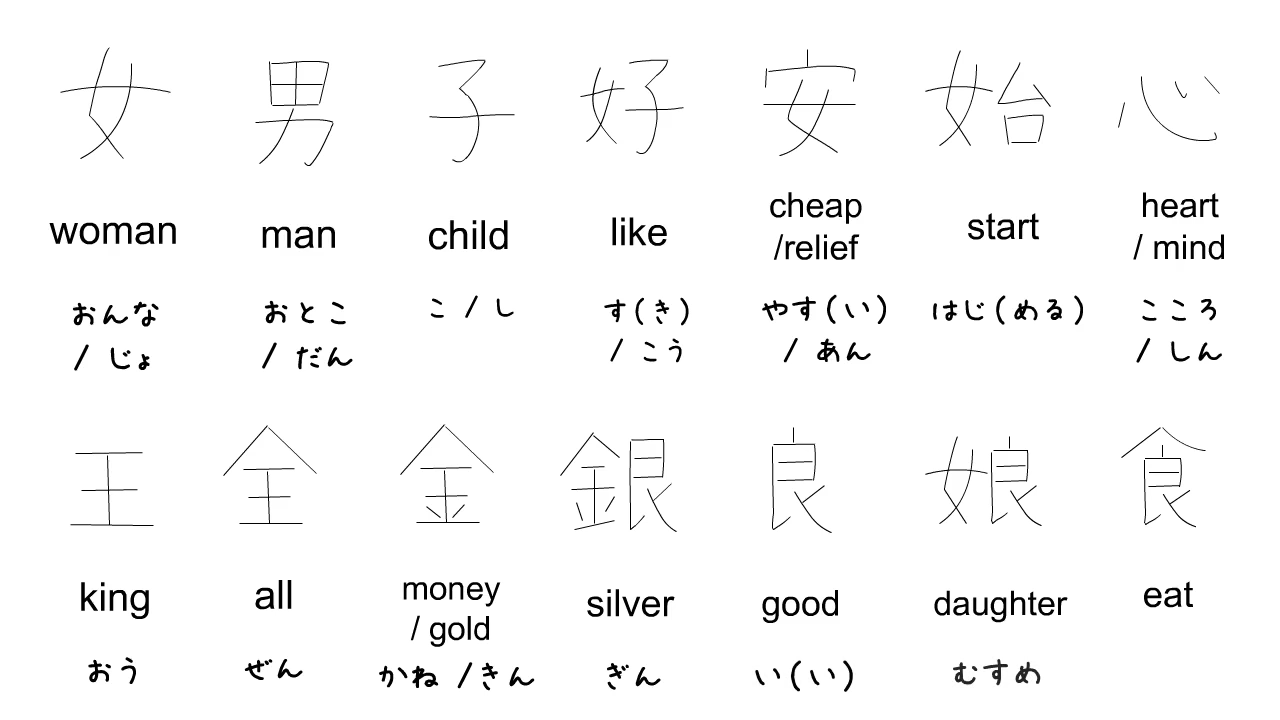 女 男 子 好 安 始 心
woman man child like cheap /relief start heart / mind
おんな / じょ おとこ / だん こ / し す(き) / こう やす(い) / あん はじ(める) こころ / しん
王 全 金 銀 良 娘 食
king all money / gold silver good daughter eat
おう ぜん かね / きん ぎん い(い) むすめ